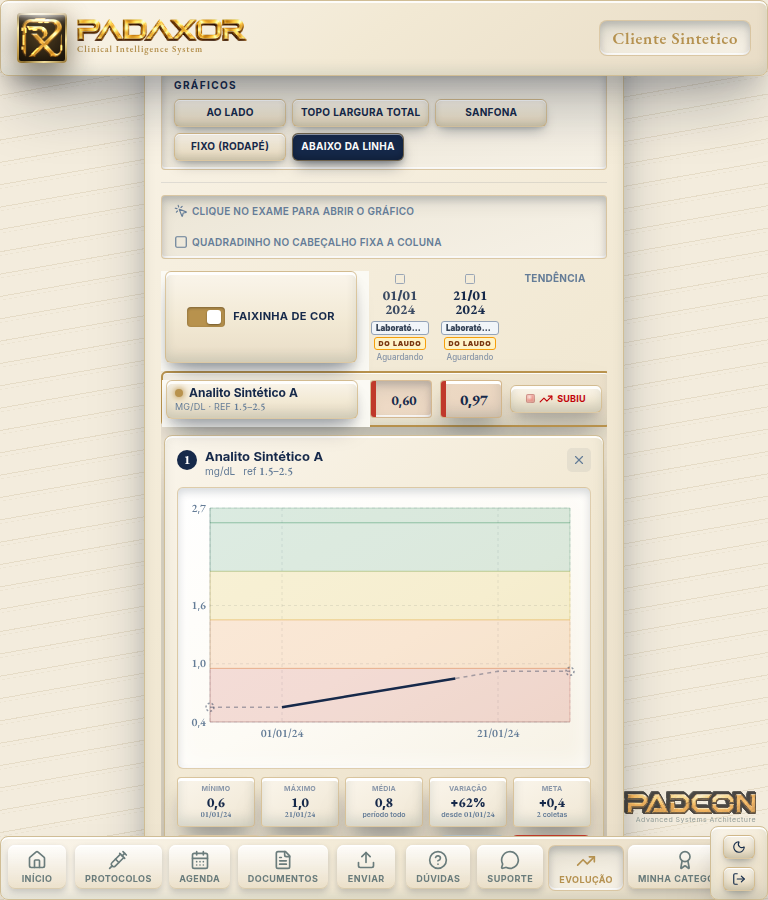 PADAXOR
Clinical Intelligence System
Cliente Sintetico
GRÁFICOS
AO LADO
TOPO LARGURA TOTAL
SANFONA
FIXO (RODAPÉ)
ABAIXO DA LINHA
CLIQUE NO EXAME PARA ABRIR O GRÁFICO
QUADRADINHO NO CABEÇALHO FIXA A COLUNA
FAIXINHA DE COR
01/01
2024
Laborató...
DO LAUDO
Aguardando
21/01
2024
Laborató...
DO LAUDO
Aguardando
TENDÊNCIA
Analito Sintético A
MG/DL · REF 1.5–2.5
0,60
0,97
SUBIU
1
Analito Sintético A
mg/dL ref 1.5–2.5
2,7
1,6
1,0
0,4
01/01/24
21/01/24
MÍNIMO
0,6
01/01/24
MÁXIMO
1,0
21/01/24
MÉDIA
0,8
período todo
VARIAÇÃO
+62%
desde 01/01/24
META
+0,4
2 coletas
PADCON
Advanced Systems Architecture
INÍCIO
PROTOCOLOS
AGENDA
DOCUMENTOS
ENVIAR
DÚVIDAS
SUPORTE
EVOLUÇÃO
MINHA CATEGO